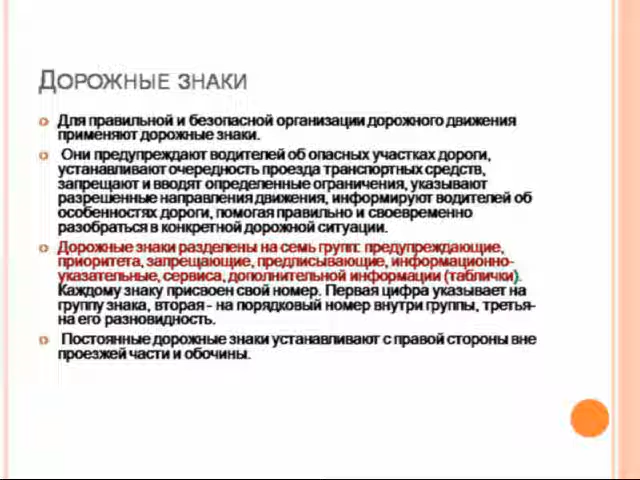 Дорожные знаки
Для правильной и безопасной организации дорожного движения
применяют дорожные знаки.
Они предупреждают водителей об опасных участках дороги,
устанавливают очередность проезда транспортных средств,
запрещают и вводят определенные ограничения, указывают
разрешенные направления движения, информируют водителей об
особенностях дороги, помогая правильно и своевременно
разобраться в конкретной дорожной ситуации.
Дорожные знаки разделены на семь групп: предупреждающие,
приоритета, запрещающие, предписывающие, информационно-
указательные, сервиса, дополнительной информации (таблички).
Каждому знаку присвоен свой номер. Первая цифра указывает на
группу знака, вторая - на порядковый номер внутри группы, третья-
на его разновидность.
Постоянные дорожные знаки устанавливают с правой стороны вне
проезжей части и обочины.